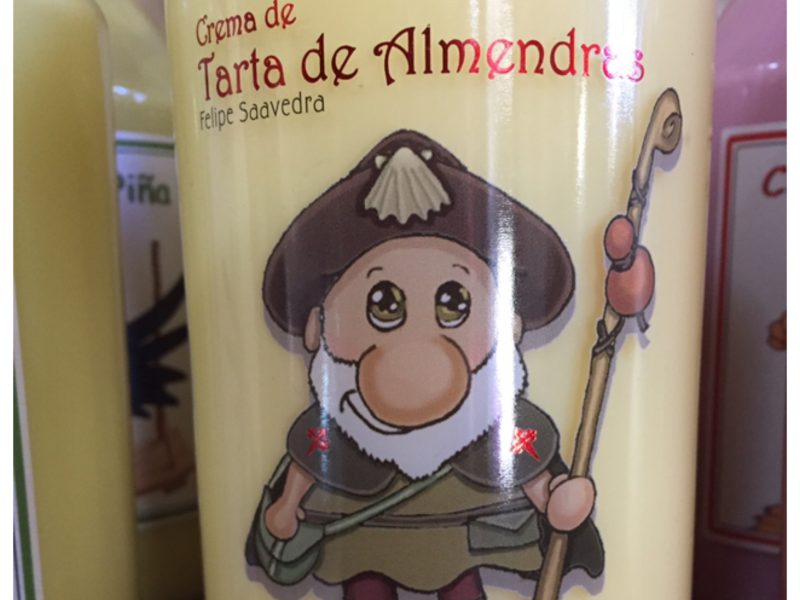 Crema de
Tarta de Almendras
Felipe Saavedra
Piña